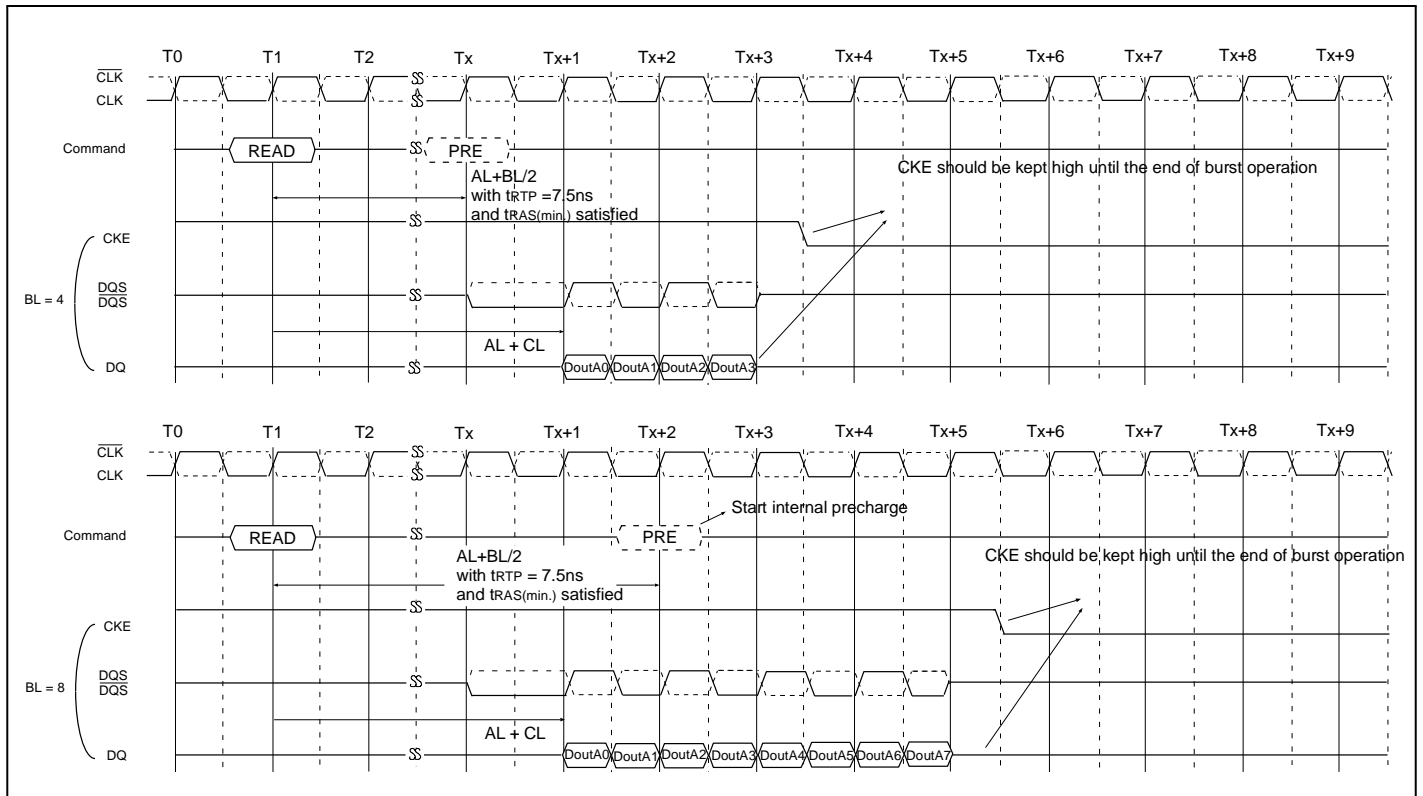 T0 T1 T2 Tx Tx+1 Tx+2 Tx+3 Tx+4 Tx+5 Tx+6 Tx+7 Tx+8 Tx+9
CLK
CLK
Command READ PRE
CKE should be kept high until the end of burst operation
AL+BL/2
with tRTP =7.5ns
and tRAS(min.) satisfied
CKE
BL = 4
DQS
DQS
AL + CL
DQ DoutA0 DoutA1 DoutA2 DoutA3
T0 T1 T2 Tx Tx+1 Tx+2 Tx+3 Tx+4 Tx+5 Tx+6 Tx+7 Tx+8 Tx+9
CLK
CLK
Start internal precharge
Command READ PRE
AL+BL/2
with tRTP = 7.5ns
and tRAS(min.) satisfied
CKE should be kept high until the end of burst operation
CKE
BL = 8
DQS
DQS
AL + CL
DQ DoutA0 DoutA1 DoutA2 DoutA3 DoutA4 DoutA5 DoutA6 DoutA7